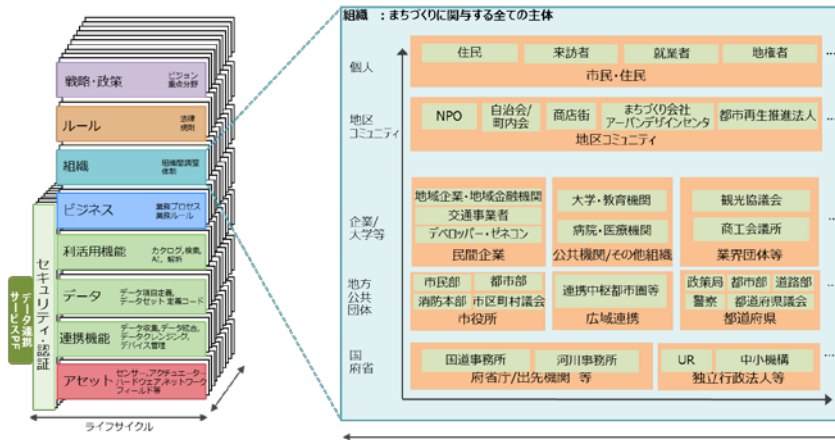 戦略・政策
ビジョン
重点分野
ルール
法律
規則
組織
組織間調整
体制
ビジネス
業務プロセス
業務ルール
利活用機能
カタログ,検索,
AI, 解析
データ
データ項目定義,
データセット 定義コード
連携機能
データ収集,データ統合,
データクレンジング,
デバイス管理
アセット
センサー,アクチュエーター
ハードウェア,ネットワーク
フィールド等
セキュリティ・認証
データ連携
サービスPF
ライフサイクル
組織 :まちづくりに関与する全ての主体
個人
住民
来訪者
就業者
地権者
…
市民・住民
地区
コミュニティ
NPO
自治会/
町内会
商店街
まちづくり会社
アーバンデザインセンタ
都市再生推進法人
…
地区コミュニティ
企業/
大学等
地域企業・地域金融機関
交通事業者
デベロッパー・ゼネコン
民間企業
大学・教育機関
病院・医療機関
公共機関/その他組織
観光協議会
商工会議所
業界団体等
…
地方
公共
団体
市民部
都市部
消防本部
市区町村議会
市役所
連携中枢都市圏等
広域連携
政策局
都市部
道路部
警察
都道府県議会
都道府県
…
国
府省
国道事務所
河川事務所
府省庁/出先機関 等
UR
中小機構
独立行政法人等
…